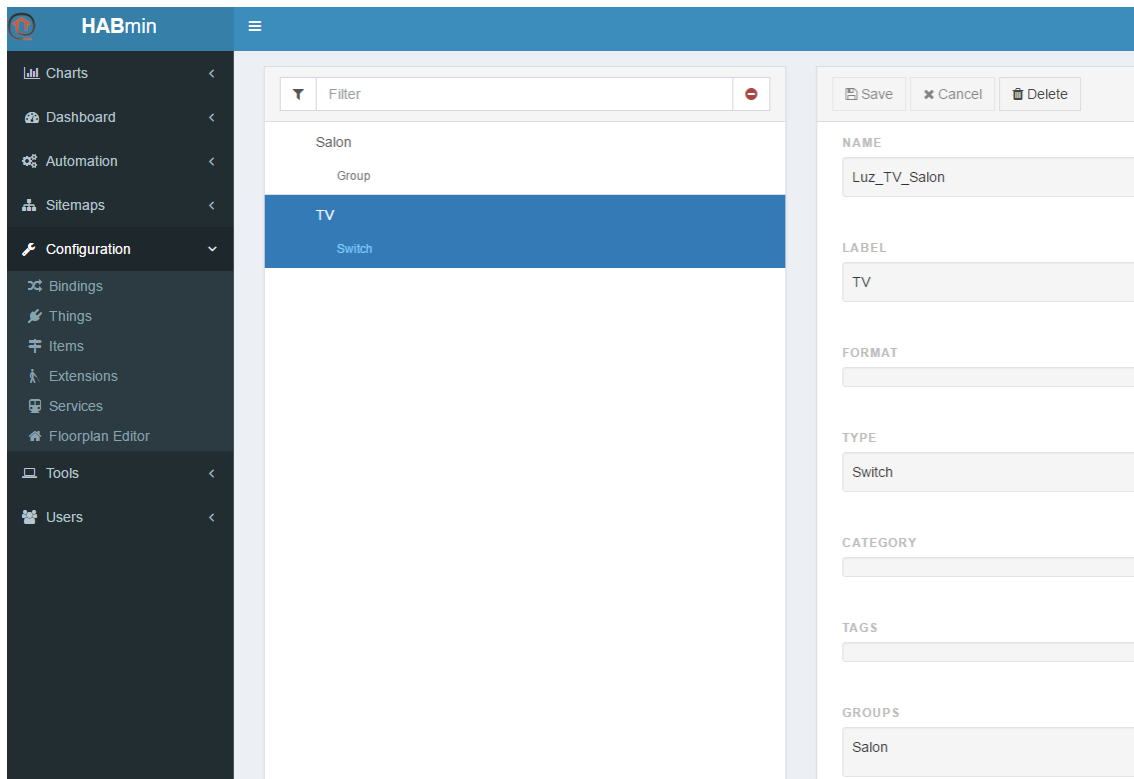 HABmin
Charts
Dashboard
Automation
Sitemaps
Configuration
Bindings
Things
Items
Extensions
Services
Floorplan Editor
Tools
Users
Filter
Salon
Group
TV
Switch
Save Cancel Delete
NAME
Luz_TV_Salon
LABEL
TV
FORMAT
TYPE
Switch
CATEGORY
TAGS
GROUPS
Salon